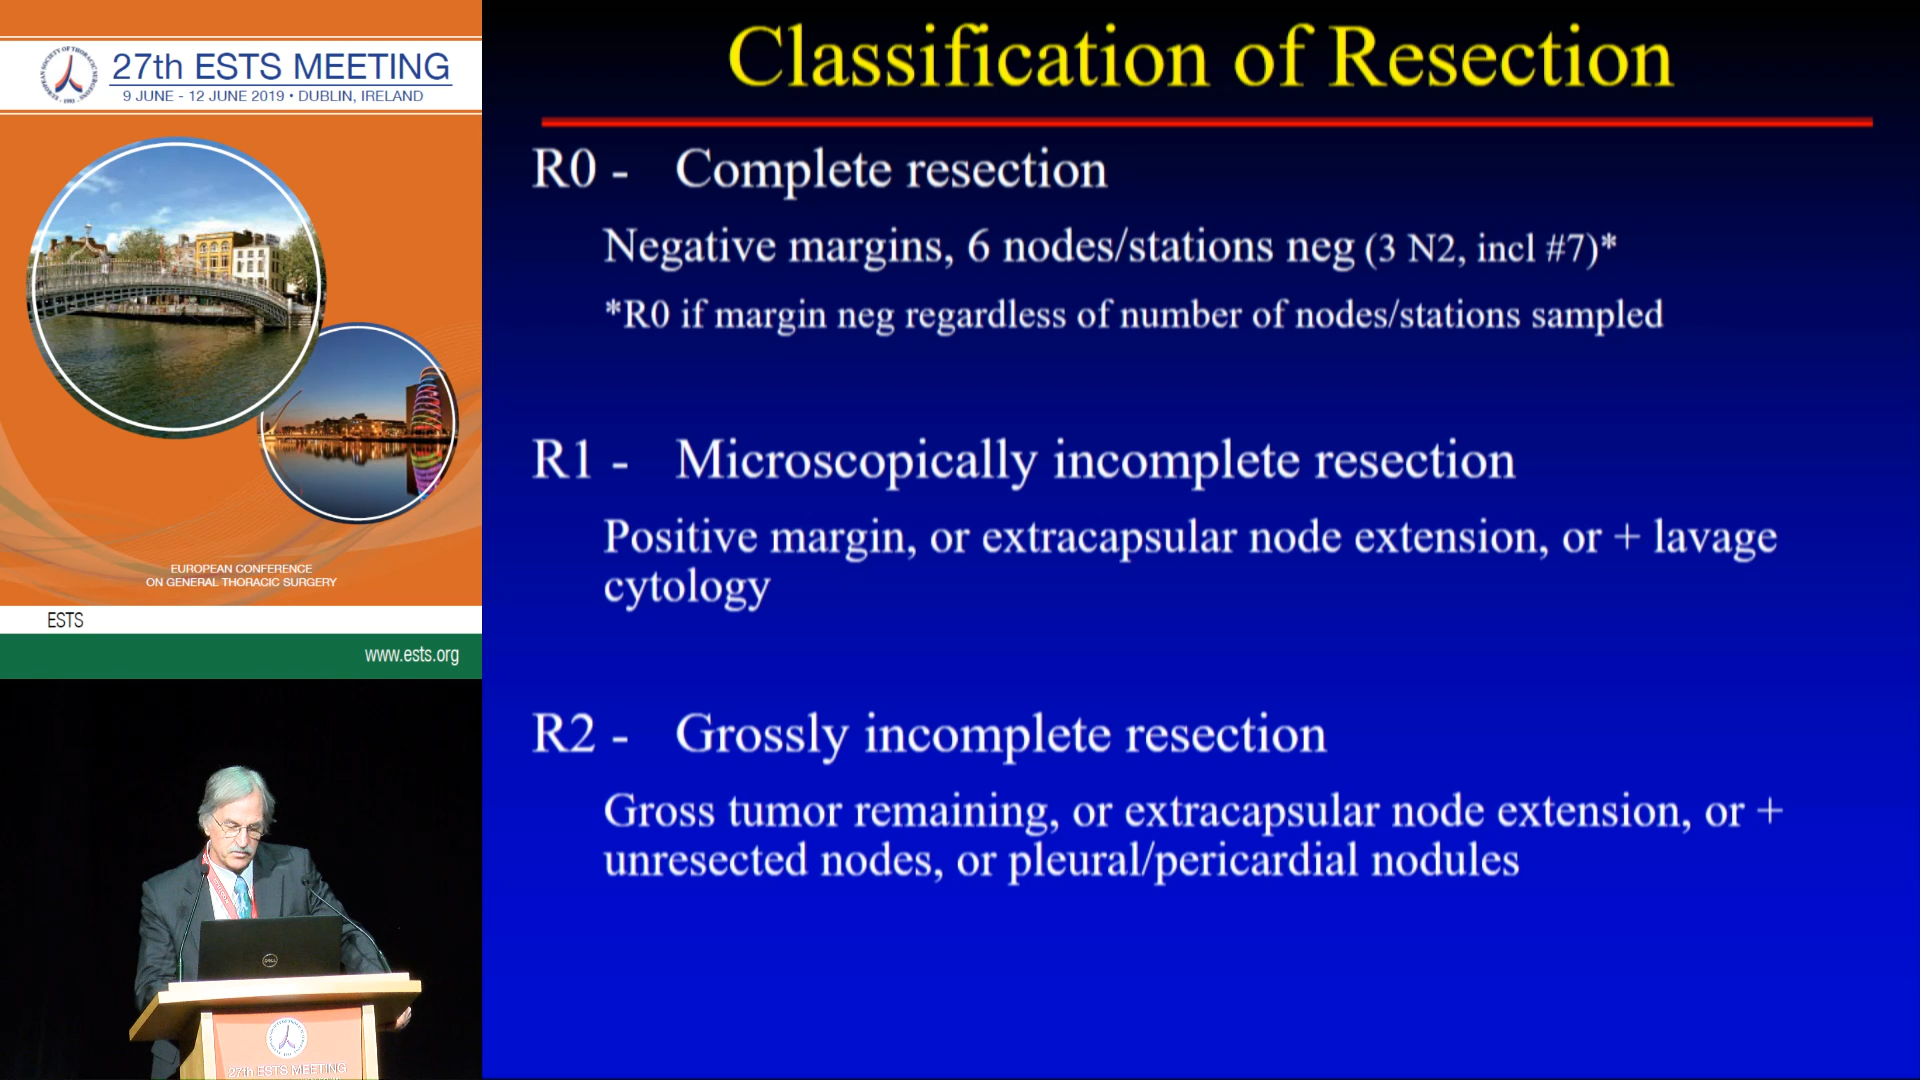 27th ESTS MEETING
9 JUNE - 12 JUNE 2019 • DUBLIN, IRELAND
EUROPEAN CONFERENCE
ON GENERAL THORACIC SURGERY
ESTS
www.ests.org
27th ESTS MEETING
Classification of Resection
R0 - Complete resection
Negative margins, 6 nodes/stations neg (3 N2, incl #7)*
*R0 if margin neg regardless of number of nodes/stations sampled
R1 - Microscopically incomplete resection
Positive margin, or extracapsular node extension, or + lavage
cytology
R2 - Grossly incomplete resection
Gross tumor remaining, or extracapsular node extension, or +
unresected nodes, or pleural/pericardial nodules